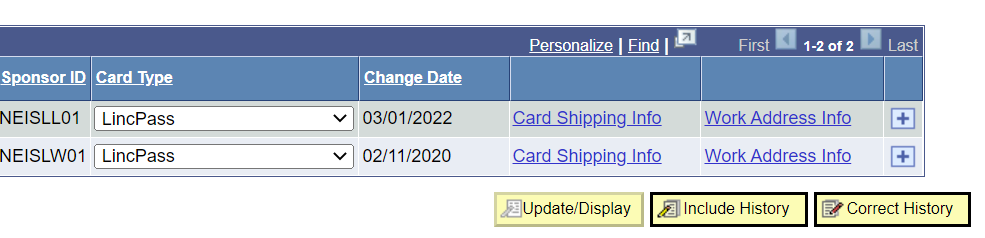 Personalize | Find | First 1-2 of 2 Last
Sponsor ID Card Type Change Date
NEISLL01 LincPass 03/01/2022 Card Shipping Info Work Address Info
NEISLW01 LincPass 02/11/2020 Card Shipping Info Work Address Info
Update/Display Include History Correct History